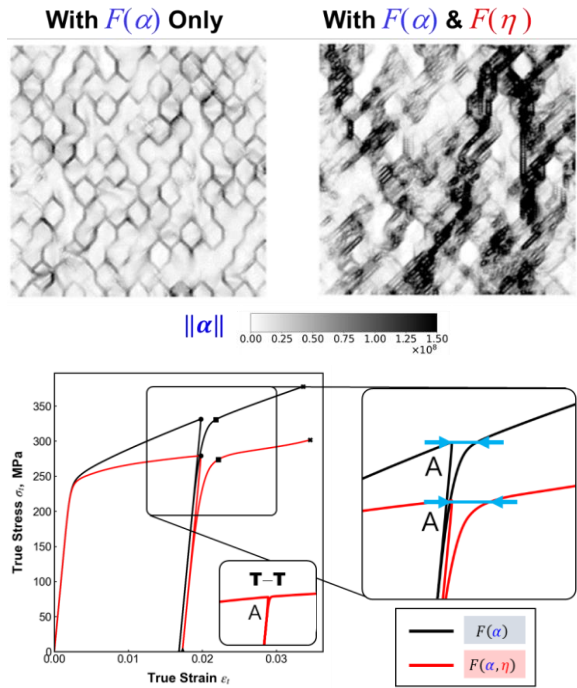 With F(α) Only
With F(α) & F(η)
‖α‖
0.00 0.25 0.50 0.75 1.00 1.25 1.50
×10⁸
True Stress σₜ, MPa
350
300
250
200
150
100
50
0
0.00 0.01 0.02 0.03
True Strain εₜ
T–T
A
A
A
F(α)
F(α, η)